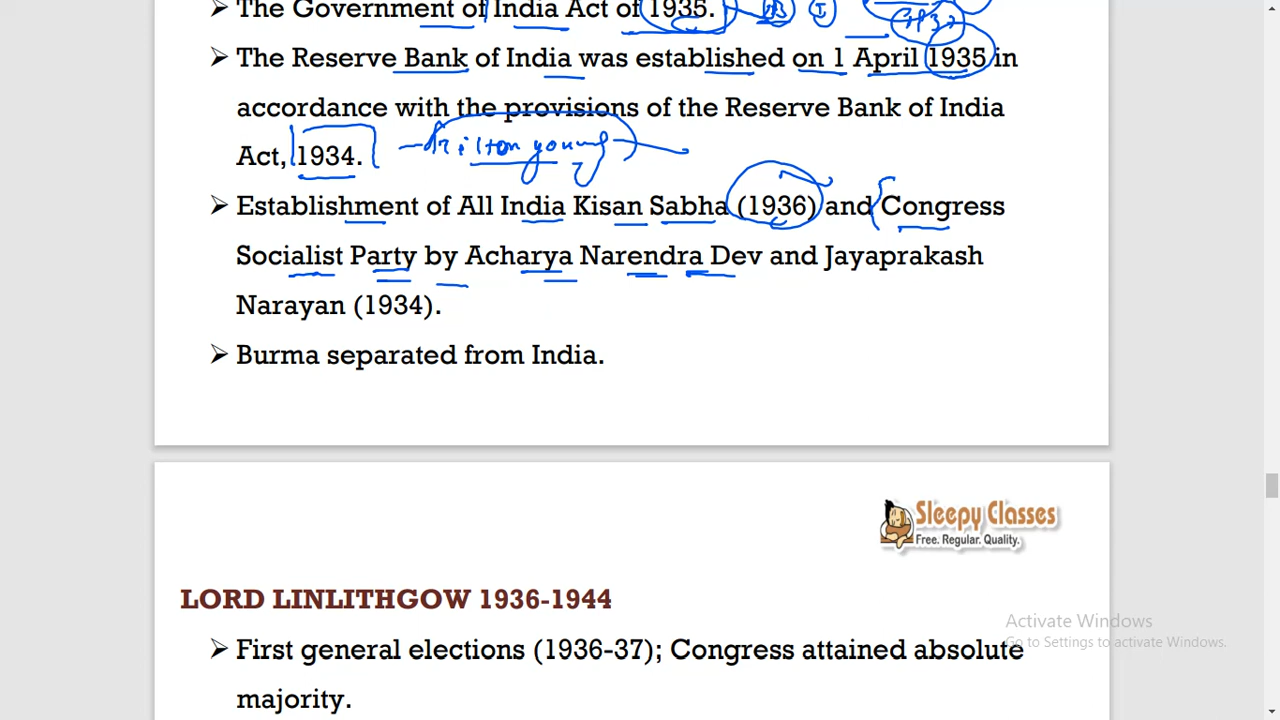 ➢ The Government of India Act of 1935.
➢ The Reserve Bank of India was established on 1 April 1935 in
accordance with the provisions of the Reserve Bank of India
Act, 1934.
Hilton young
➢ Establishment of All India Kisan Sabha (1936) and Congress
Socialist Party by Acharya Narendra Dev and Jayaprakash
Narayan (1934).
➢ Burma separated from India.
Sleepy Classes
Free. Regular. Quality.
LORD LINLITHGOW 1936-1944
Activate Windows
Go to Settings to activate Windows.
➢ First general elections (1936-37); Congress attained absolute
majority.